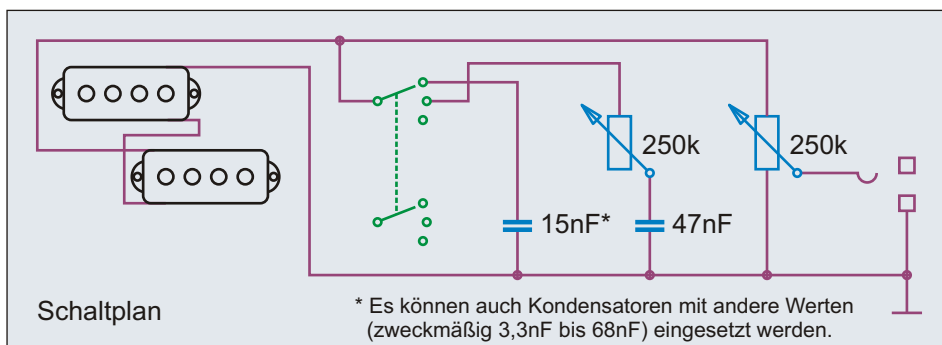 250k
250k
15nF*
47nF
Schaltplan
* Es können auch Kondensatoren mit andere Werten
(zweckmäßig 3,3nF bis 68nF) eingesetzt werden.